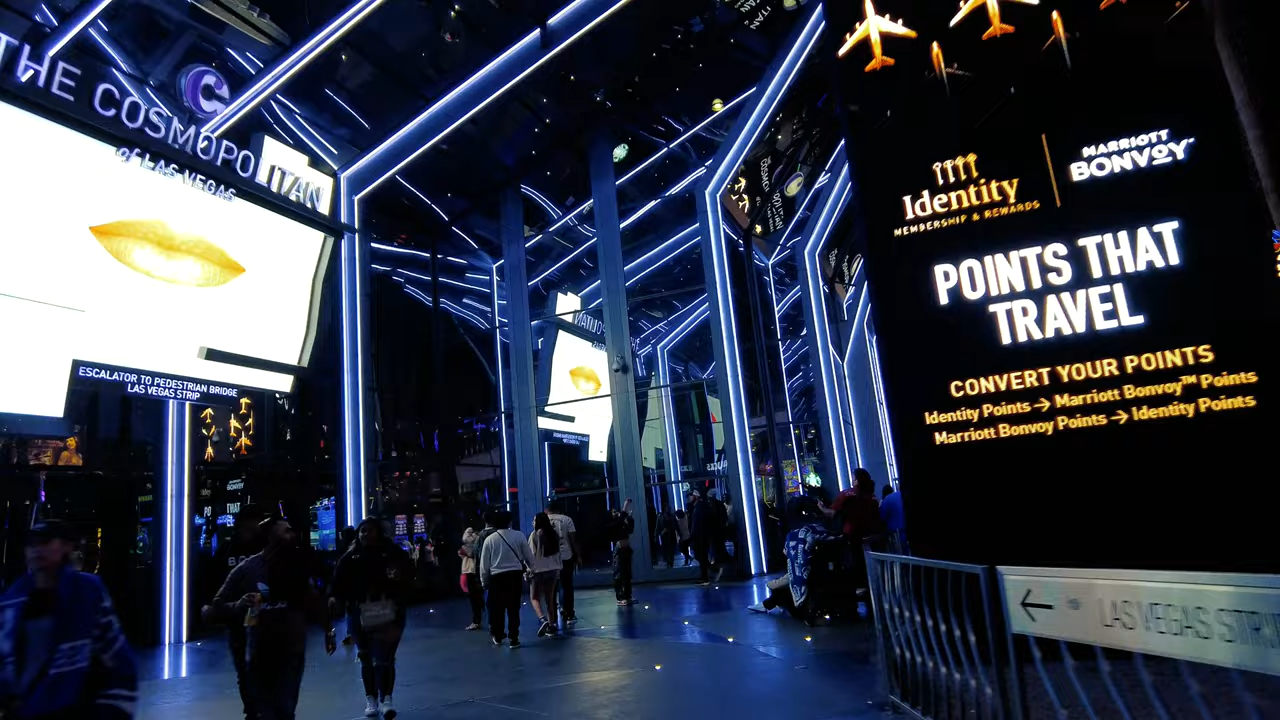 THE COSMOPOLITAN
of LAS VEGAS
ESCALATOR TO PEDESTRIAN BRIDGE
LAS VEGAS STRIP
Identity
MEMBERSHIP & REWARDS
MARRIOTT
BONVOY
POINTS THAT
TRAVEL
CONVERT YOUR POINTS
Identity Points → Marriott Bonvoy™ Points
Marriott Bonvoy Points → Identity Points
← LAS VEGAS STRIP